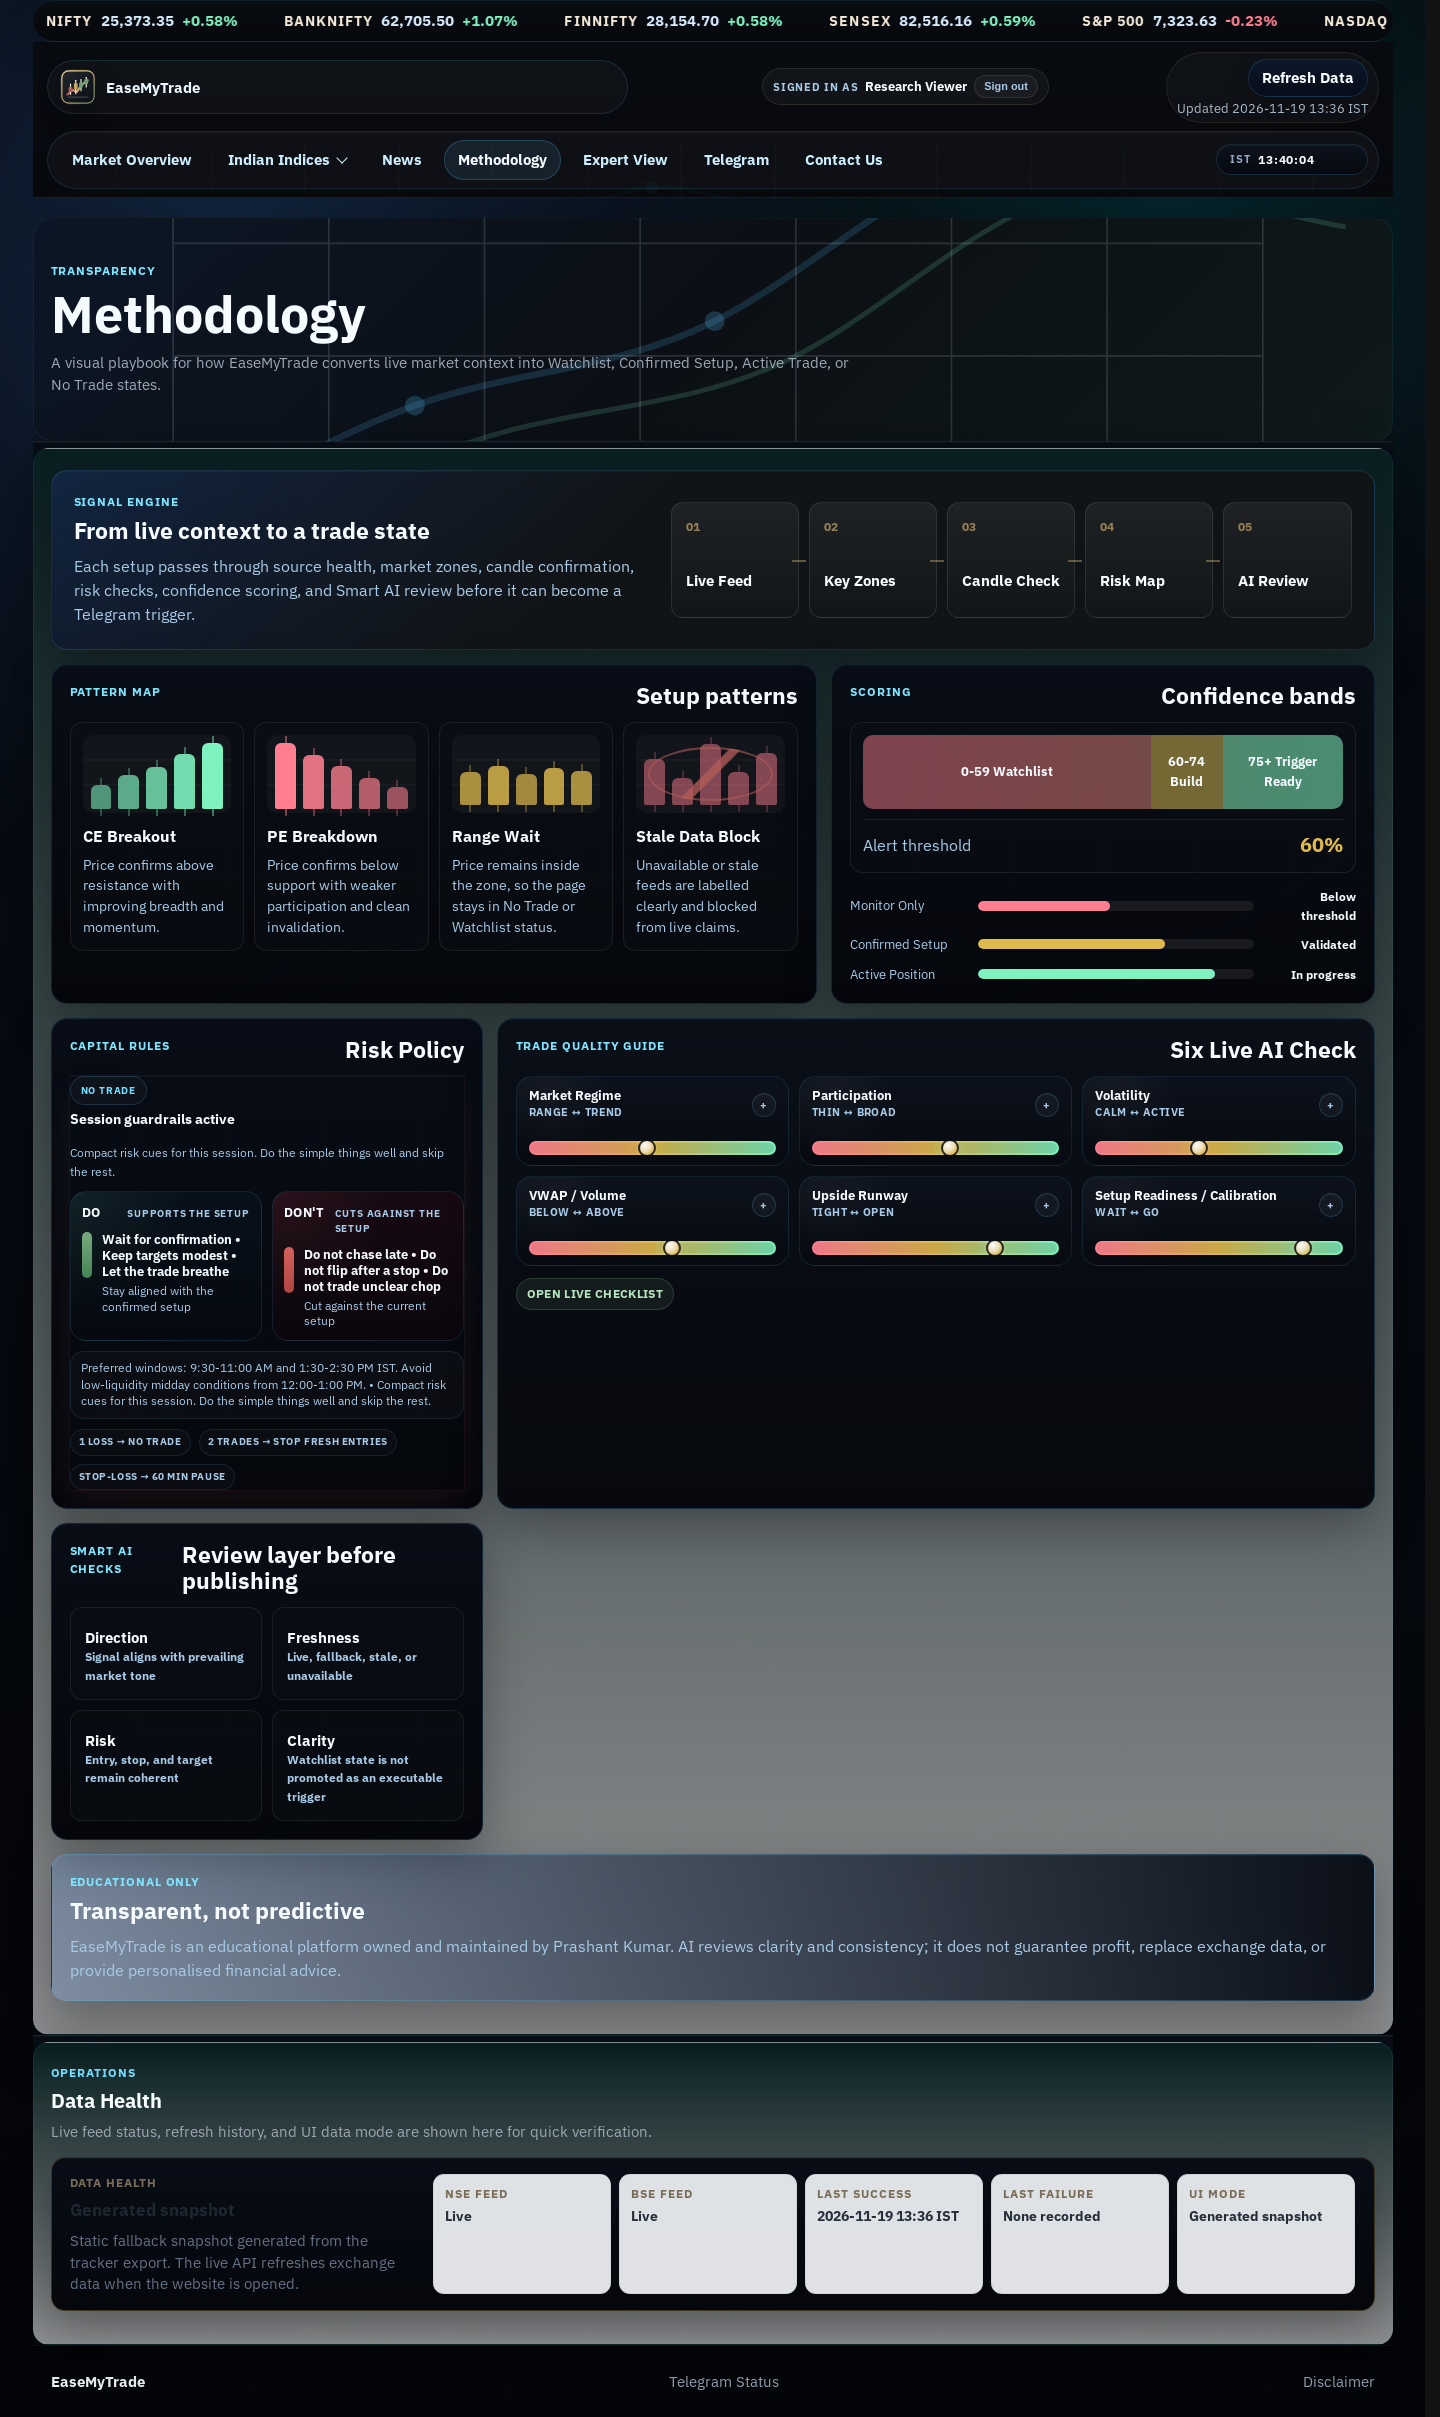 NIFTY 25,373.35 +0.58% BANKNIFTY 62,705.50 +1.07% FINNIFTY 28,154.70 +0.58% SENSEX 82,516.16 +0.59% S&P 500 7,323.63 -0.23% NASDAQ
EaseMyTrade
SIGNED IN AS Research Viewer Sign out
Refresh Data
Updated 2026-11-19 13:36 IST
Market Overview Indian Indices News Methodology Expert View Telegram Contact Us IST 13:40:04
TRANSPARENCY
Methodology
A visual playbook for how EaseMyTrade converts live market context into Watchlist, Confirmed Setup, Active Trade, or
No Trade states.
SIGNAL ENGINE
From live context to a trade state
Each setup passes through source health, market zones, candle confirmation,
risk checks, confidence scoring, and Smart AI review before it can become a
Telegram trigger.
01
Live Feed
02
Key Zones
03
Candle Check
04
Risk Map
05
AI Review
PATTERN MAP
Setup patterns
CE Breakout
Price confirms above
resistance with
improving breadth and
momentum.
PE Breakdown
Price confirms below
support with weaker
participation and clean
invalidation.
Range Wait
Price remains inside
the zone, so the page
stays in No Trade or
Watchlist status.
Stale Data Block
Unavailable or stale
feeds are labelled
clearly and blocked
from live claims.
SCORING
Confidence bands
0-59 Watchlist
60-74
Build
75+ Trigger
Ready
Alert threshold 60%
Monitor Only
Below
threshold
Confirmed Setup Validated
Active Position In progress
CAPITAL RULES
Risk Policy
NO TRADE
Session guardrails active
Compact risk cues for this session. Do the simple things well and skip
the rest.
DO SUPPORTS THE SETUP
Wait for confirmation •
Keep targets modest •
Let the trade breathe
Stay aligned with the
confirmed setup
DON'T CUTS AGAINST THE
SETUP
Do not chase late • Do
not flip after a stop • Do
not trade unclear chop
Cut against the current
setup
Preferred windows: 9:30-11:00 AM and 1:30-2:30 PM IST. Avoid
low-liquidity midday conditions from 12:00-1:00 PM. • Compact risk
cues for this session. Do the simple things well and skip the rest.
1 LOSS → NO TRADE
2 TRADES → STOP FRESH ENTRIES
STOP-LOSS → 60 MIN PAUSE
TRADE QUALITY GUIDE
Six Live AI Check
Market Regime
RANGE ↔ TREND
+
Participation
THIN ↔ BROAD
+
Volatility
CALM ↔ ACTIVE
+
VWAP / Volume
BELOW ↔ ABOVE
+
Upside Runway
TIGHT ↔ OPEN
+
Setup Readiness / Calibration
WAIT ↔ GO
+
OPEN LIVE CHECKLIST
SMART AI
CHECKS
Review layer before
publishing
Direction
Signal aligns with prevailing
market tone
Freshness
Live, fallback, stale, or
unavailable
Risk
Entry, stop, and target
remain coherent
Clarity
Watchlist state is not
promoted as an executable
trigger
EDUCATIONAL ONLY
Transparent, not predictive
EaseMyTrade is an educational platform owned and maintained by Prashant Kumar. AI reviews clarity and consistency; it does not guarantee profit, replace exchange data, or
provide personalised financial advice.
OPERATIONS
Data Health
Live feed status, refresh history, and UI data mode are shown here for quick verification.
DATA HEALTH
Generated snapshot
Static fallback snapshot generated from the
tracker export. The live API refreshes exchange
data when the website is opened.
NSE FEED
Live
BSE FEED
Live
LAST SUCCESS
2026-11-19 13:36 IST
LAST FAILURE
None recorded
UI MODE
Generated snapshot
EaseMyTrade Telegram Status Disclaimer